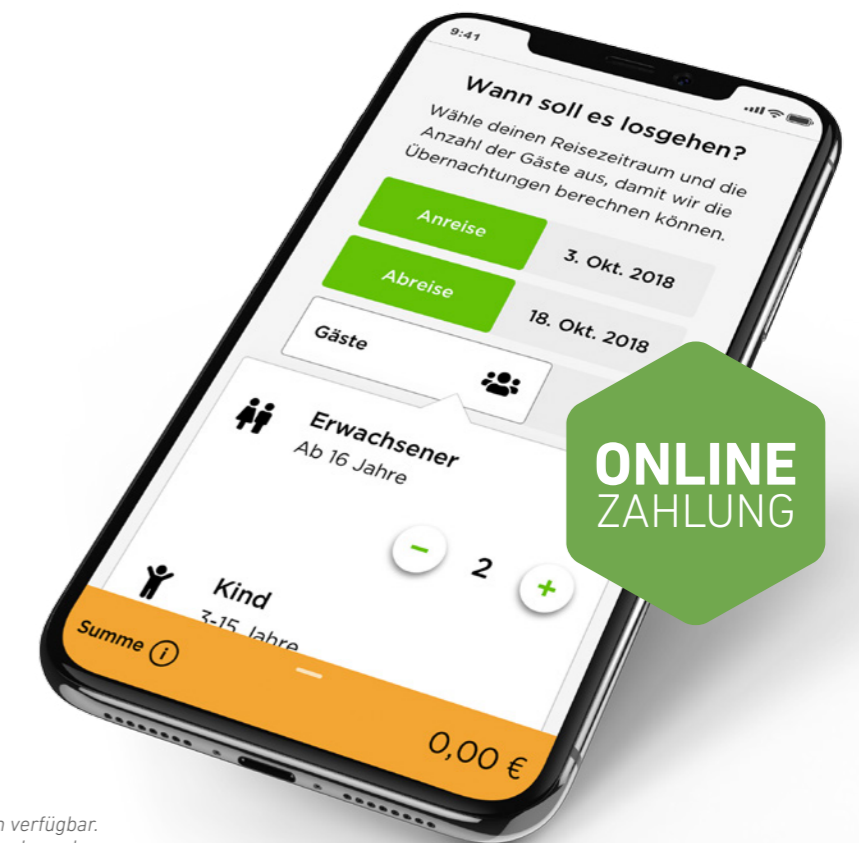 9:41
Wann soll es losgehen?
Wähle deinen Reisezeitraum und die
Anzahl der Gäste aus, damit wir die
Übernachtungen berechnen können.
Anreise
3. Okt. 2018
Abreise
18. Okt. 2018
Gäste
Erwachsener
Ab 16 Jahre
- 2 +
Kind
3-15 Jahre
Summe i
0,00 €
ONLINE
ZAHLUNG
verfügbar.